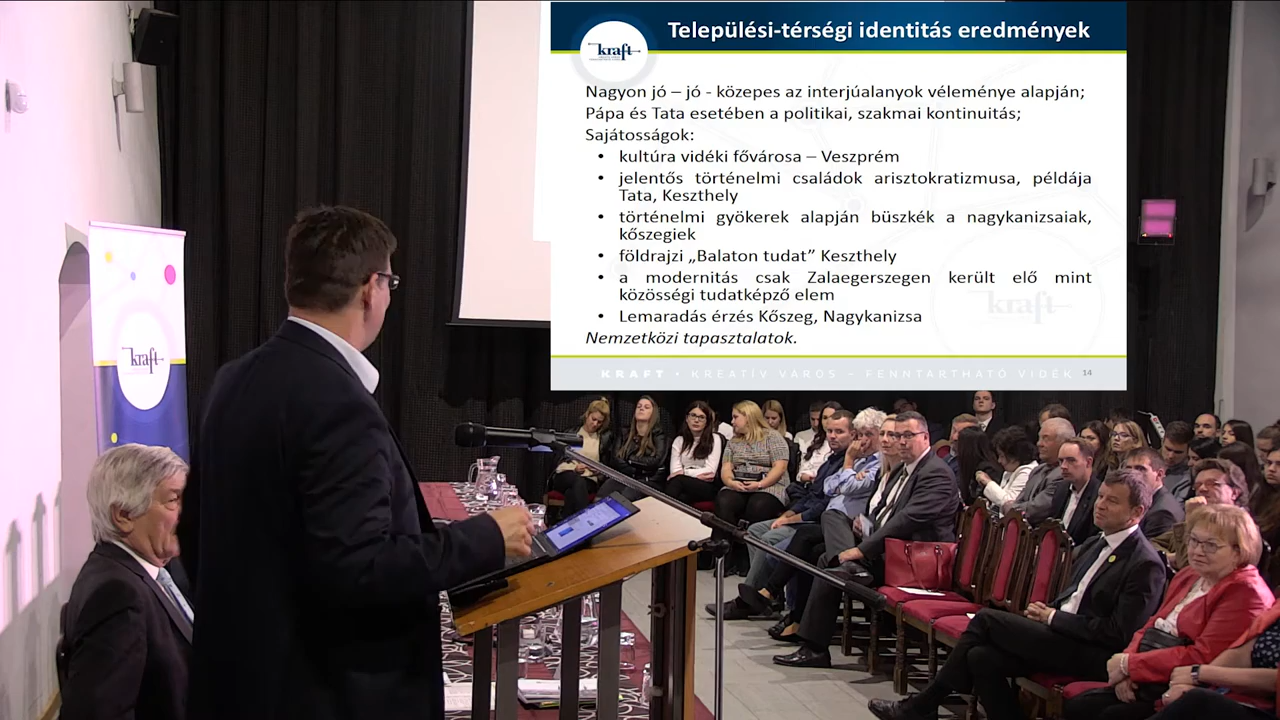 kraft
Települési-térségi identitás eredmények
Nagyon jó – jó - közepes az interjúalanyok véleménye alapján;
Pápa és Tata esetében a politikai, szakmai kontinuitás;
Sajátosságok:
• kultúra vidéki fővárosa – Veszprém
• jelentős történelmi családok arisztokratizmusa, példája
Tata, Keszthely
• történelmi gyökerek alapján büszkék a nagykanizsaiak,
kőszegiek
• földrajzi „Balaton tudat” Keszthely
• a modernitás csak Zalaegerszegen került elő mint
közösségi tudatképző elem
• Lemaradás érzés Kőszeg, Nagykanizsa
Nemzetközi tapasztalatok.
kraft
KRAFT • KREATÍV VÁROS – FENNTARTHATÓ VIDÉK 14
kraft